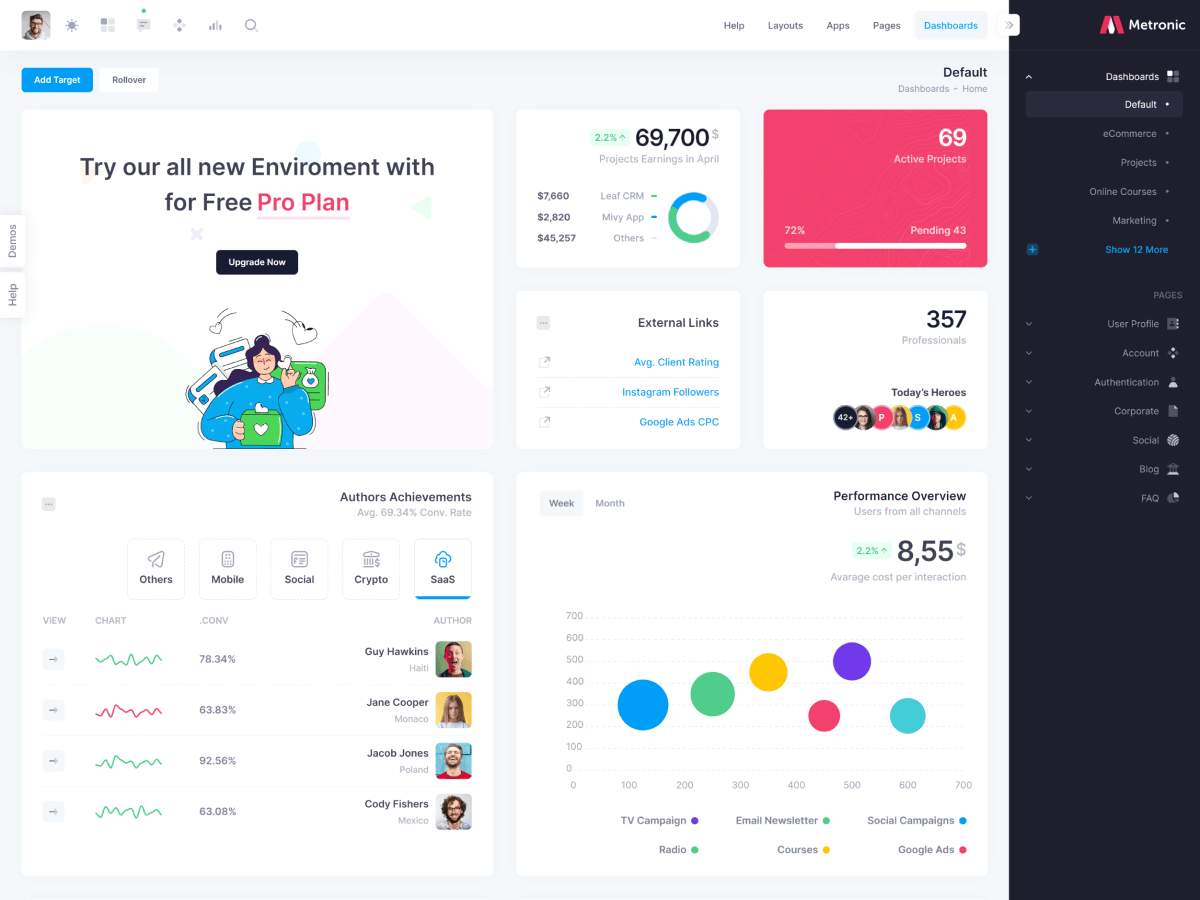 Help
Layouts
Apps
Pages
Dashboards
Metronic
Add Target
Rollover
Default
Dashboards - Home
Try our all new Enviroment with
for Free Pro Plan
Upgrade Now
Demos
Help
2.2% 69,700 $
Projects Earnings in April
$7,660 Leaf CRM
$2,820 Mivy App
$45,257 Others
69
Active Projects
72% Pending 43
External Links
Avg. Client Rating
Instagram Followers
Google Ads CPC
357
Professionals
Today's Heroes
42+ P S A
Authors Achievements
Avg. 69.34% Conv. Rate
Others
Mobile
Social
Crypto
SaaS
VIEW CHART .CONV AUTHOR
78.34% Guy Hawkins
Haiti
63.83% Jane Cooper
Monaco
92.56% Jacob Jones
Poland
63.08% Cody Fishers
Mexico
Week Month
Performance Overview
Users from all channels
2.2% 8,55 $
Avarage cost per interaction
700
600
500
400
300
200
100
0
0 100 200 300 400 500 600 700
TV Campaign Email Newsletter Social Campaigns
Radio Courses Google Ads
Dashboards
Default
eCommerce
Projects
Online Courses
Marketing
Show 12 More
PAGES
User Profile
Account
Authentication
Corporate
Social
Blog
FAQ